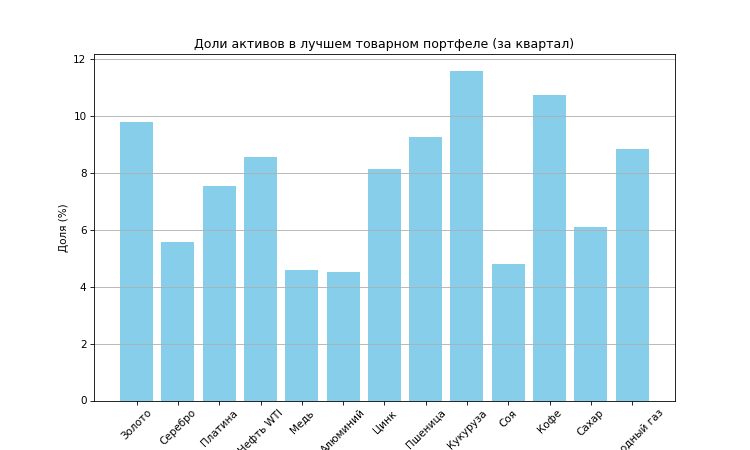 Доли активов в лучшем товарном портфеле (за квартал)
Доля (%)
12
10
8
6
4
2
0
Золото
Серебро
Платина
Нефть WTI
Медь
Алюминий
Цинк
Пшеница
Кукуруза
Соя
Кофе
Сахар
газ